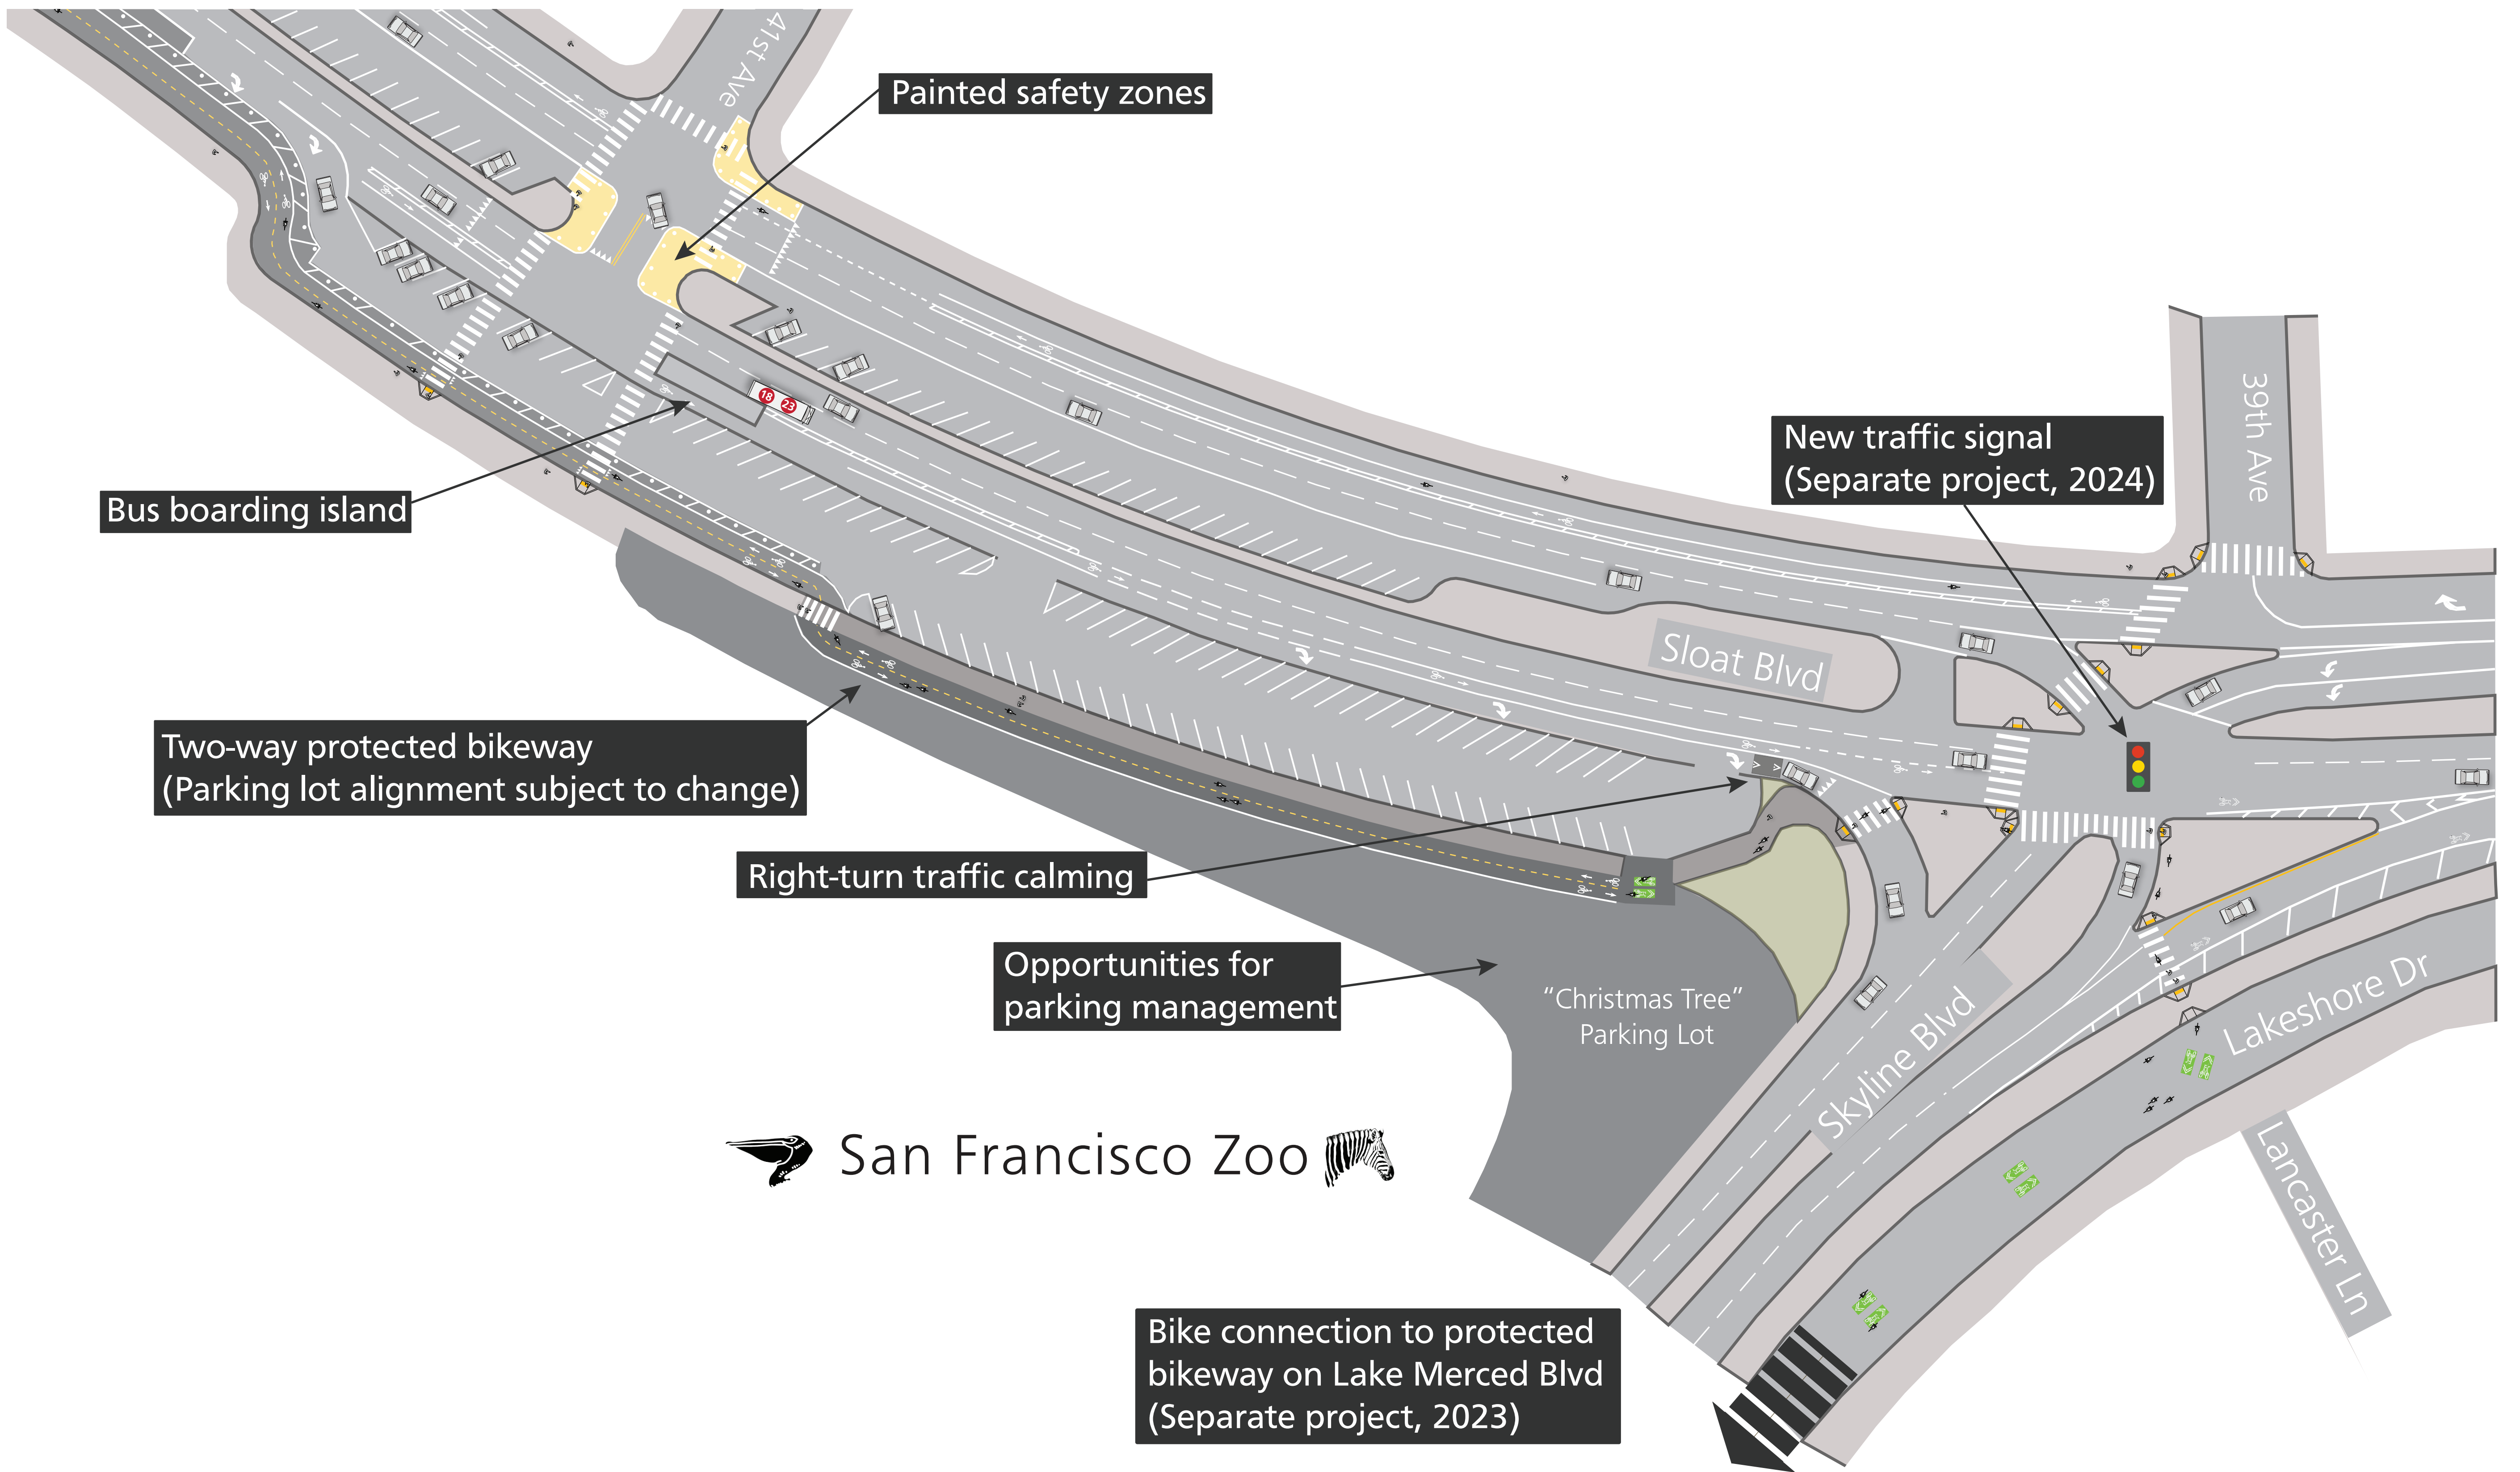 41st Ave
Painted safety zones
18 23
Bus boarding island
39th Ave
New traffic signal
(Separate project, 2024)
Sloat Blvd
Two-way protected bikeway
(Parking lot alignment subject to change)
Right-turn traffic calming
Opportunities for
parking management
“Christmas Tree”
Parking Lot
Skyline Blvd
Lakeshore Dr
Lancaster Ln
San Francisco Zoo
Bike connection to protected
bikeway on Lake Merced Blvd
(Separate project, 2023)